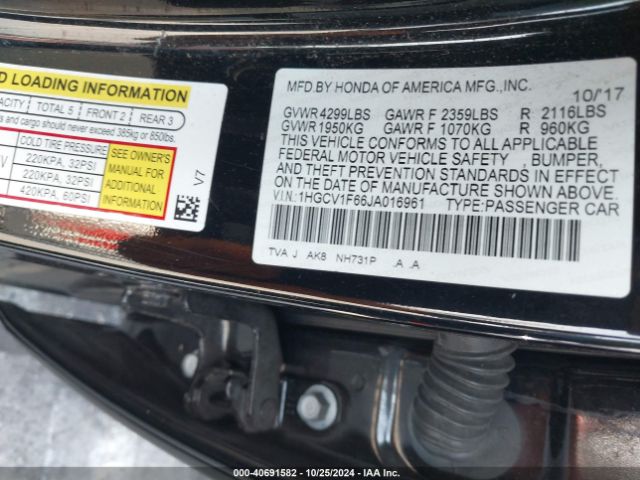 D LOADING INFORMATION
ACITY TOTAL 5 FRONT 2 REAR 3
s and cargo should never exceed 385kg or 850lbs.
COLD TIRE PRESSURE
V 220KPA, 32PSI
220KPA, 32PSI
420KPA, 60PSI
SEE OWNER'S
MANUAL FOR
ADDITIONAL
INFORMATION
V7
MFD BY HONDA OF AMERICA MFG.,INC.
10/'17
GVWR 4299LBS GAWR F 2359LBS R 2116LBS
GVWR 1950KG GAWR F 1070KG R 960KG
THIS VEHICLE CONFORMS TO ALL APPLICABLE
FEDERAL MOTOR VEHICLE SAFETY , BUMPER,
AND THEFT PREVENTION STANDARDS IN EFFECT
ON THE DATE OF MANUFACTURE SHOWN ABOVE.
V.I.N.:1HGCV1F66JA016961 TYPE:PASSENGER CAR
TVA J AK8 NH731P .A .A
000-40691582 - 10/25/2024 - IAA Inc.